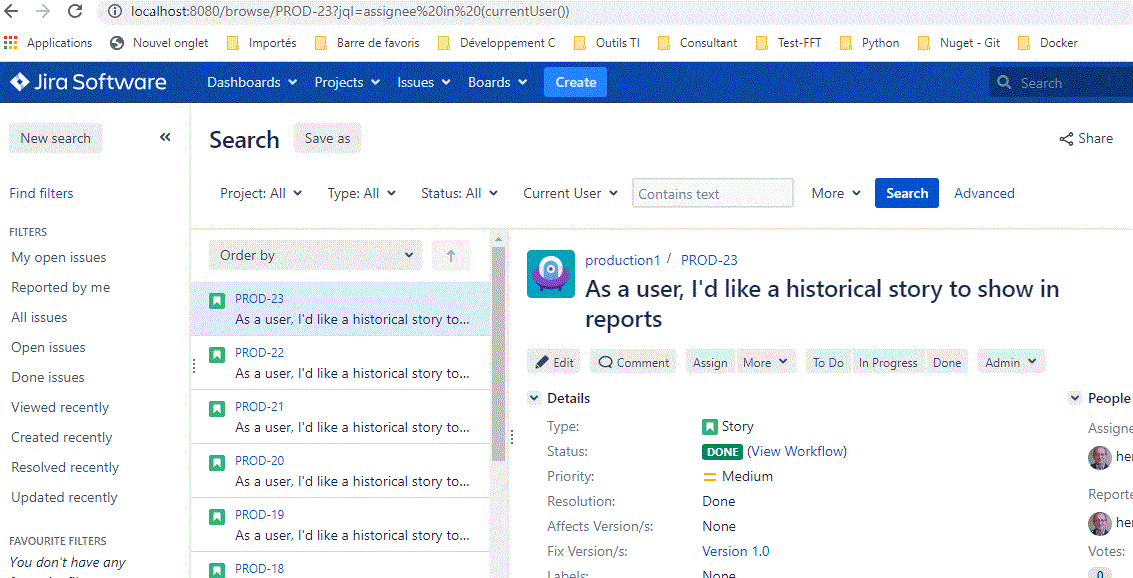 localhost:8080/browse/PROD-23?jql=assignee%20in%20(currentUser())
Applications Nouvel onglet Importés Barre de favoris Développement C Outils TI Consultant Test-FFT Python Nuget - Git Docker
Jira Software Dashboards Projects Issues Boards Create Search
New search
Search Save as Share
Find filters
Project: All Type: All Status: All Current User Contains text More Search Advanced
FILTERS
My open issues
Reported by me
All issues
Open issues
Done issues
Viewed recently
Created recently
Resolved recently
Updated recently
FAVOURITE FILTERS
You don't have any
Order by
PROD-23
As a user, I'd like a historical story to...
PROD-22
As a user, I'd like a historical story to...
PROD-21
As a user, I'd like a historical story to...
PROD-20
As a user, I'd like a historical story to...
PROD-19
As a user, I'd like a historical story to...
PROD-18
production1 / PROD-23
As a user, I'd like a historical story to show in
reports
Edit Comment Assign More To Do In Progress Done Admin
Details
Type: Story
Status: DONE (View Workflow)
Priority: Medium
Resolution: Done
Affects Version/s: None
Fix Version/s: Version 1.0
Labels: None
People
Assigne
her
Reporte
her
Votes:
0